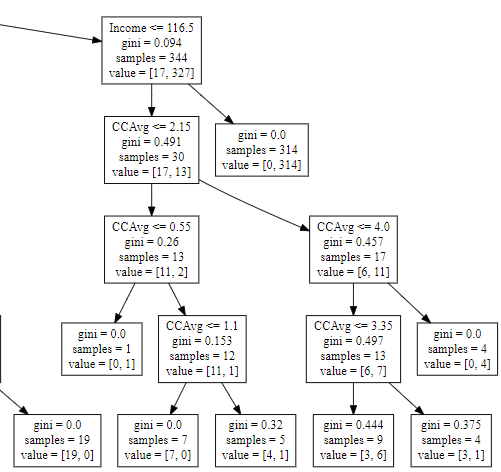 Income <= 116.5
gini = 0.094
samples = 344
value = [17, 327]
CCAvg <= 2.15
gini = 0.491
samples = 30
value = [17, 13]
gini = 0.0
samples = 314
value = [0, 314]
CCAvg <= 0.55
gini = 0.26
samples = 13
value = [11, 2]
CCAvg <= 4.0
gini = 0.457
samples = 17
value = [6, 11]
gini = 0.0
samples = 1
value = [0, 1]
CCAvg <= 1.1
gini = 0.153
samples = 12
value = [11, 1]
CCAvg <= 3.35
gini = 0.497
samples = 13
value = [6, 7]
gini = 0.0
samples = 4
value = [0, 4]
gini = 0.0
samples = 19
value = [19, 0]
gini = 0.0
samples = 7
value = [7, 0]
gini = 0.32
samples = 5
value = [4, 1]
gini = 0.444
samples = 9
value = [3, 6]
gini = 0.375
samples = 4
value = [3, 1]